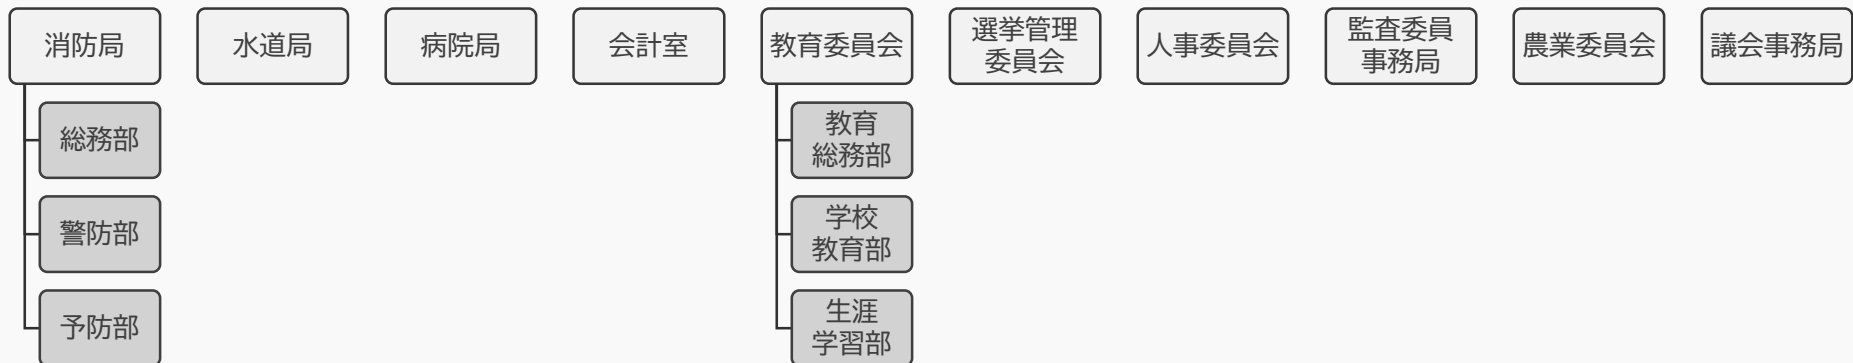 消防局
水道局
病院局
会計室
教育委員会
選挙管理
委員会
人事委員会
監査委員
事務局
農業委員会
議会事務局
総務部
警防部
予防部
教育
総務部
学校
教育部
生涯
学習部